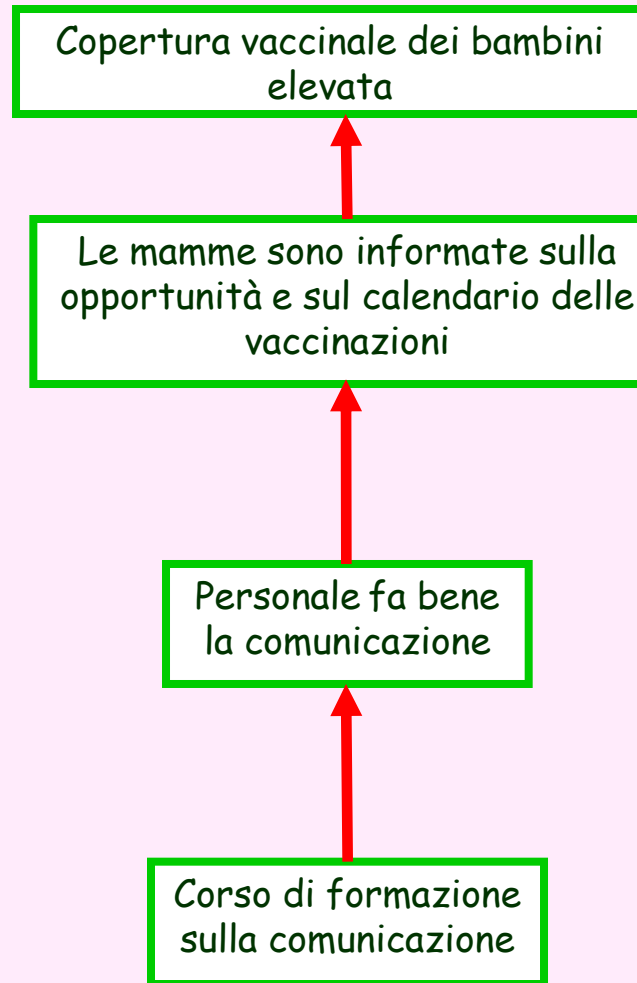 Copertura vaccinale dei bambini
elevata
Le mamme sono informate sulla
opportunità e sul calendario delle
vaccinazioni
Personale fa bene
la comunicazione
Corso di formazione
sulla comunicazione